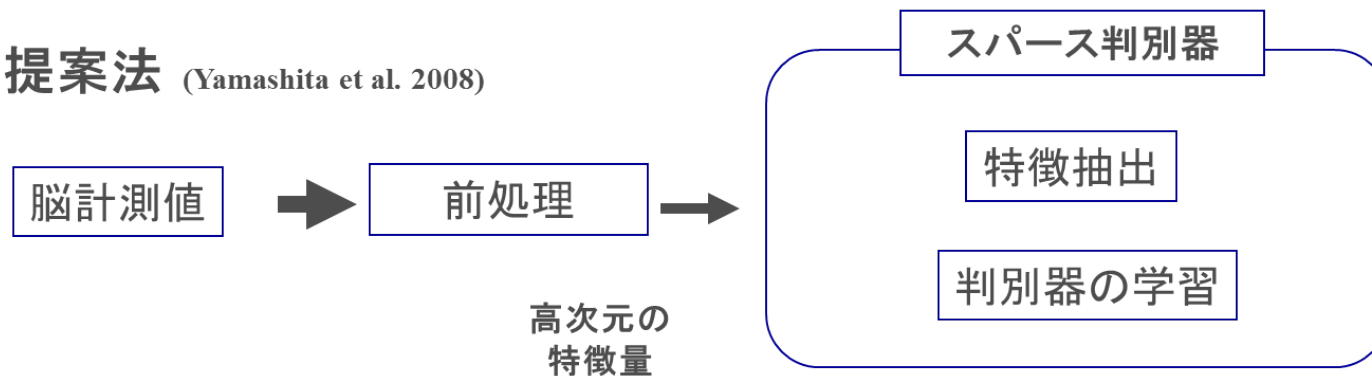 提案法 (Yamashita et al. 2008)
スパース判別器
脳計測値
前処理
特徴抽出
判別器の学習
高次元の
特徴量